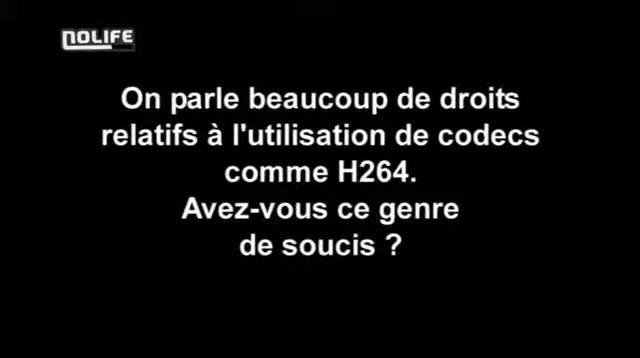 NOLIFE
On parle beaucoup de droits
relatifs à l'utilisation de codecs
comme H264.
Avez-vous ce genre
de soucis ?